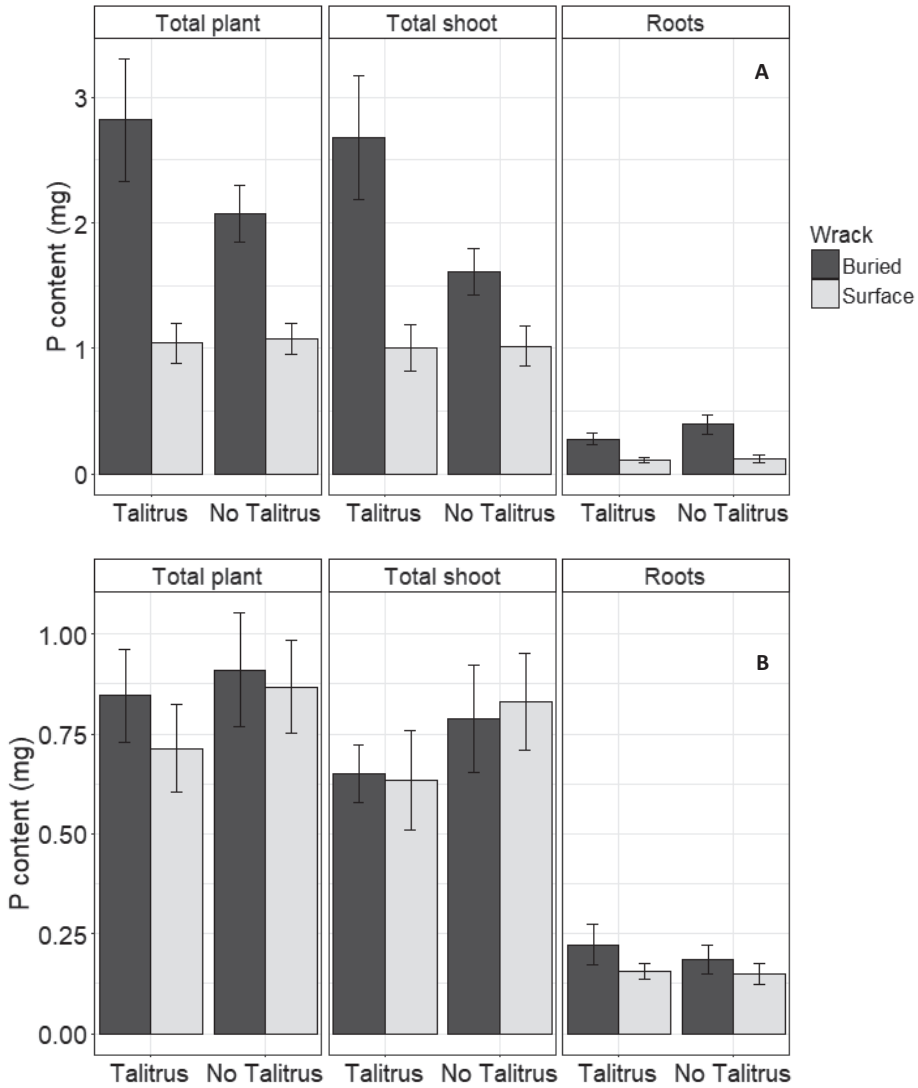 Total plant Total shoot Roots
A
3
2
1
0
P content (mg)
Wrack
Buried
Surface
Talitrus No Talitrus Talitrus No Talitrus Talitrus No Talitrus
Total plant Total shoot Roots
B
1.00
0.75
0.50
0.25
0.00
P content (mg)
Talitrus No Talitrus Talitrus No Talitrus Talitrus No Talitrus